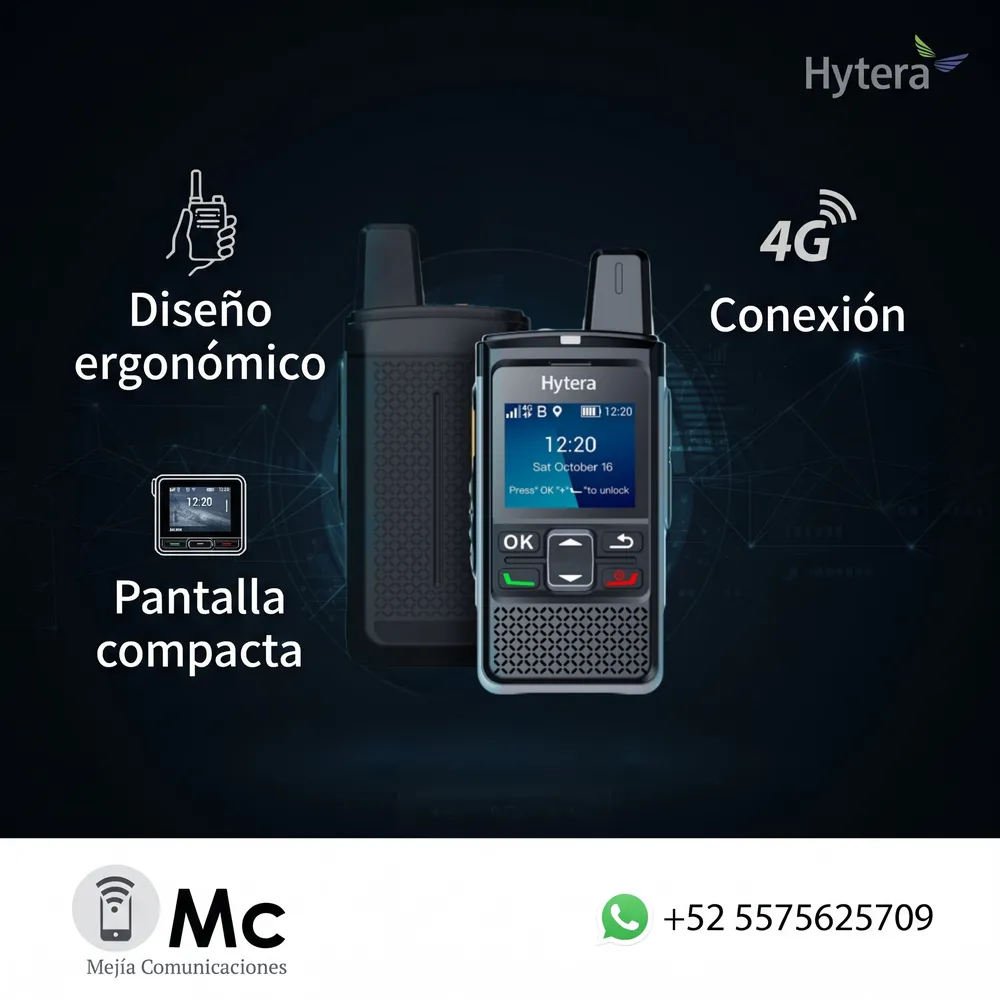 Hytera
Diseño
ergonómico
4G
Conexión
Hytera
4G B 12:20
12:20
Sat October 16
Press" OK "+" "to unlock
OK
12:20
Pantalla
compacta
Mc
Mejía Comunicaciones
+52 5575625709